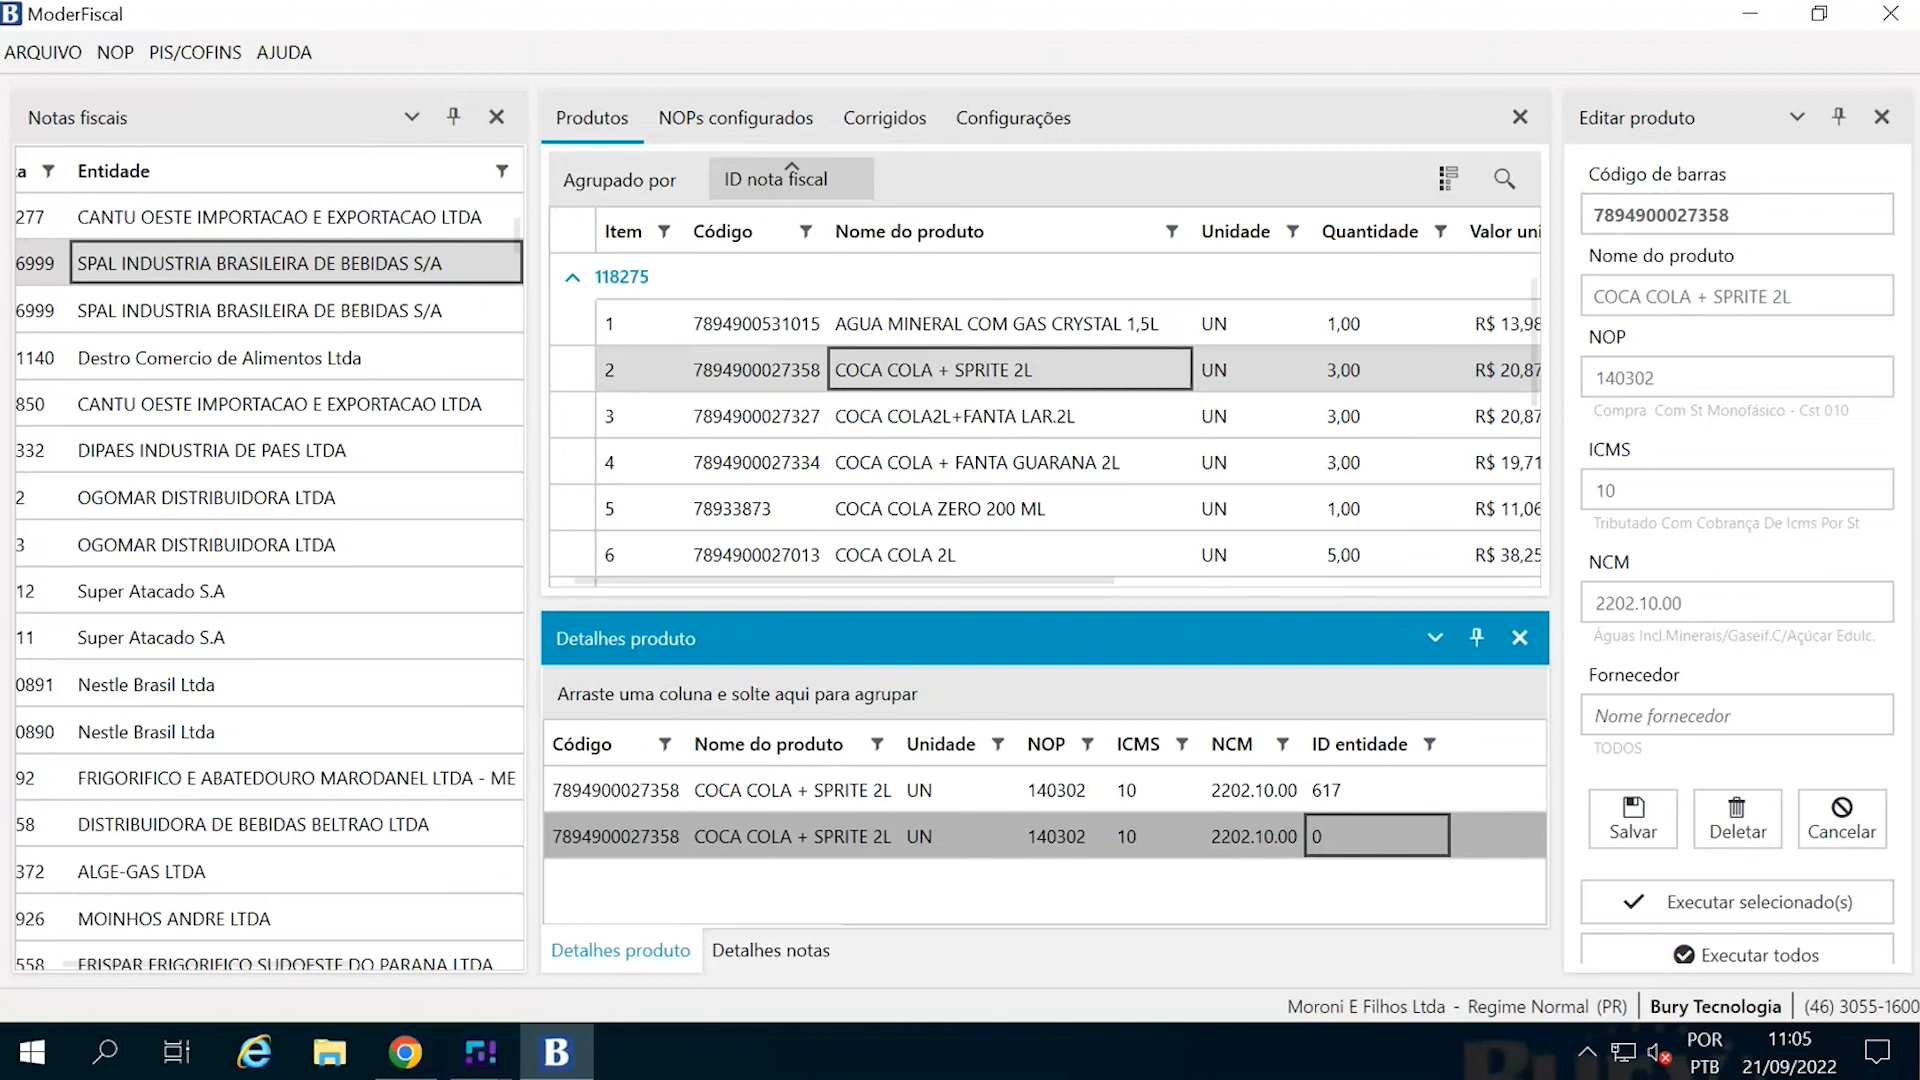 B ModerFiscal
ARQUIVO NOP PIS/COFINS AJUDA
Notas fiscais
a Entidade
277 CANTU OESTE IMPORTACAO E EXPORTACAO LTDA
6999 SPAL INDUSTRIA BRASILEIRA DE BEBIDAS S/A
6999 SPAL INDUSTRIA BRASILEIRA DE BEBIDAS S/A
1140 Destro Comercio de Alimentos Ltda
850 CANTU OESTE IMPORTACAO E EXPORTACAO LTDA
332 DIPAES INDUSTRIA DE PAES LTDA
2 OGOMAR DISTRIBUIDORA LTDA
3 OGOMAR DISTRIBUIDORA LTDA
12 Super Atacado S.A
11 Super Atacado S.A
0891 Nestle Brasil Ltda
0890 Nestle Brasil Ltda
92 FRIGORIFICO E ABATEDOURO MARODANEL LTDA - ME
58 DISTRIBUIDORA DE BEBIDAS BELTRAO LTDA
372 ALGE-GAS LTDA
926 MOINHOS ANDRE LTDA
558 FRISPAR FRIGORIFICO SUDOESTE DO PARANA LTDA
Produtos NOPs configurados Corrigidos Configurações
Agrupado por ID nota fiscal
Item Código Nome do produto Unidade Quantidade Valor uni
118275
1 7894900531015 AGUA MINERAL COM GAS CRYSTAL 1,5L UN 1,00 R$ 13,98
2 7894900027358 COCA COLA + SPRITE 2L UN 3,00 R$ 20,87
3 7894900027327 COCA COLA2L+FANTA LAR.2L UN 3,00 R$ 20,87
4 7894900027334 COCA COLA + FANTA GUARANA 2L UN 3,00 R$ 19,71
5 78933873 COCA COLA ZERO 200 ML UN 1,00 R$ 11,06
6 7894900027013 COCA COLA 2L UN 5,00 R$ 38,25
Detalhes produto
Arraste uma coluna e solte aqui para agrupar
Código Nome do produto Unidade NOP ICMS NCM ID entidade
7894900027358 COCA COLA + SPRITE 2L UN 140302 10 2202.10.00 617
7894900027358 COCA COLA + SPRITE 2L UN 140302 10 2202.10.00 0
Detalhes produto Detalhes notas
Editar produto
Código de barras
7894900027358
Nome do produto
COCA COLA + SPRITE 2L
NOP
140302
Compra Com St Monofásico - Cst 010
ICMS
10
Tributado Com Cobrança De Icms Por St
NCM
2202.10.00
Águas Incl.Minerais/Gaseif.C/Açúcar Edulc.
Fornecedor
Nome fornecedor
TODOS
Salvar Deletar Cancelar
Executar selecionado(s)
Executar todos
Moroni E Filhos Ltda - Regime Normal (PR) Bury Tecnologia (46) 3055-1600
B
POR
PTB
11:05
21/09/2022